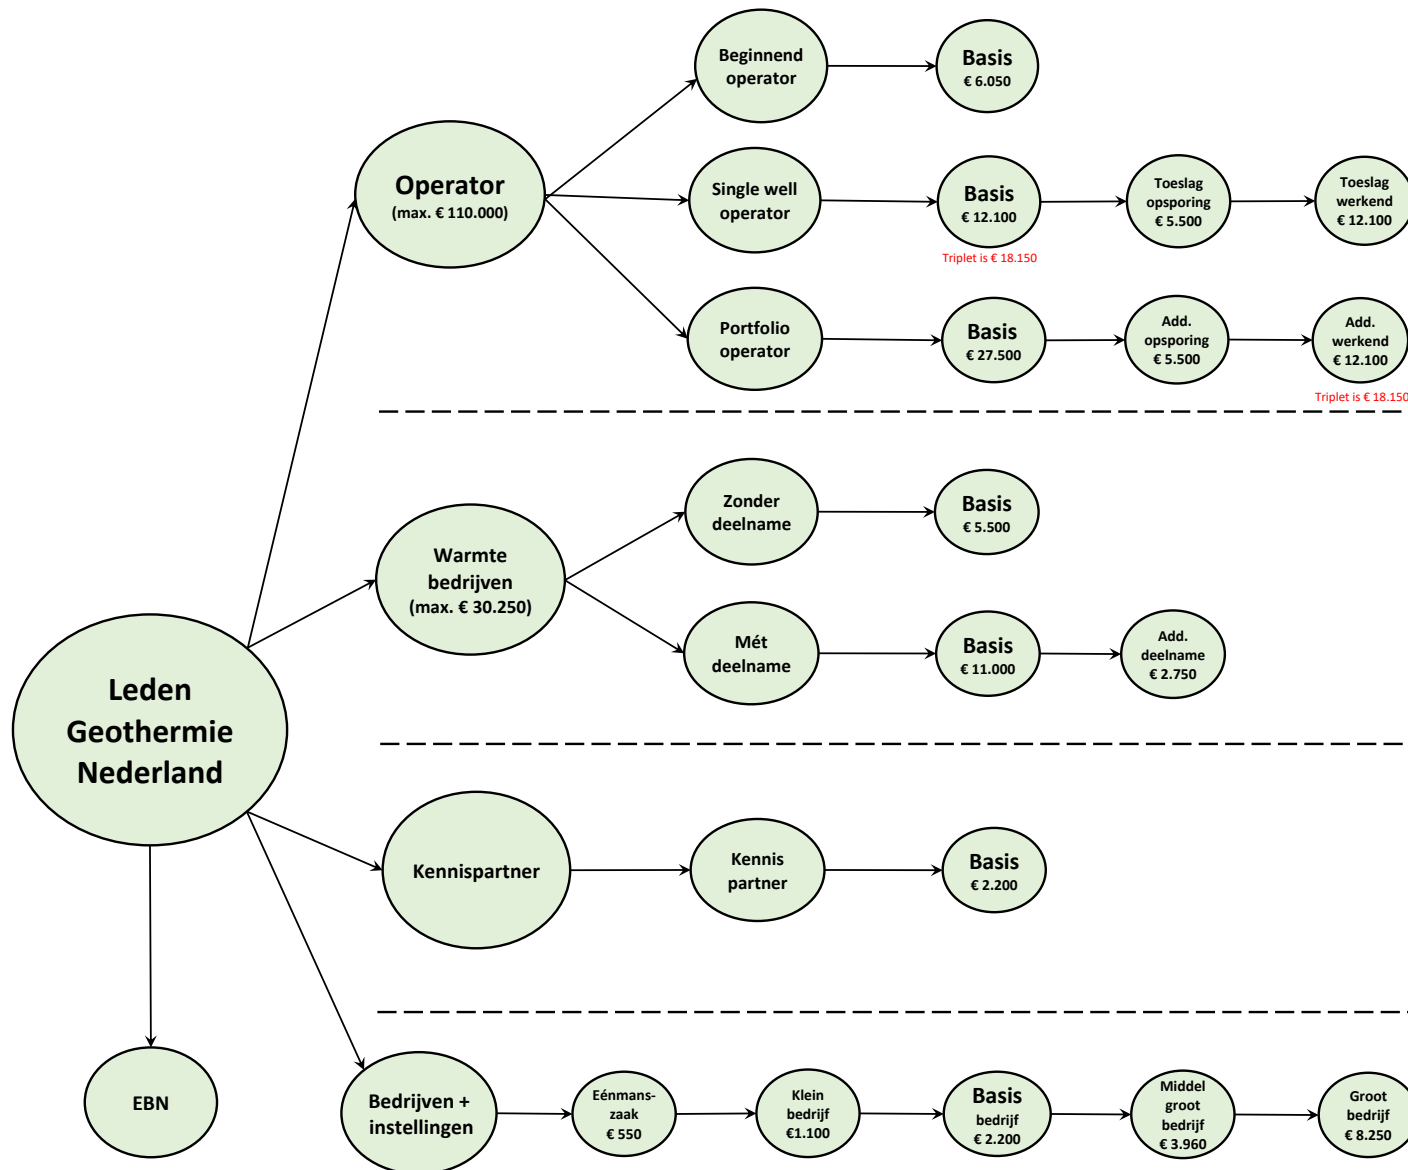 Beginnend
operator
Basis
€ 6.050
Operator
(max. € 110.000)
Single well
operator
Basis
€ 12.100
Triplet is € 18.150
Toeslag
opsporing
€ 5.500
Toeslag
werkend
€ 12.100
Portfolio
operator
Basis
€ 27.500
Add.
opsporing
€ 5.500
Add.
werkend
€ 12.100
Triplet is € 18.150
Warmte
bedrijven
(max. € 30.250)
Zonder
deelname
Basis
€ 5.500
Mét
deelname
Basis
€ 11.000
Add.
deelname
€ 2.750
Leden
Geothermie
Nederland
Kennispartner
Kennis
partner
Basis
€ 2.200
EBN
Bedrijven +
instellingen
Eénmans-
zaak
€ 550
Klein
bedrijf
€1.100
Basis
bedrijf
€ 2.200
Middel
groot
bedrijf
€ 3.960
Groot
bedrijf
€ 8.250